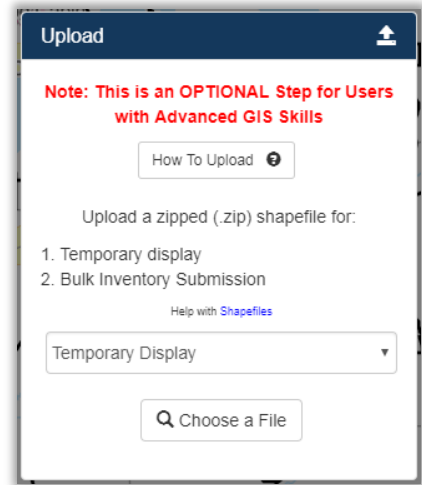 Upload
Note: This is an OPTIONAL Step for Users
with Advanced GIS Skills
How To Upload
Upload a zipped (.zip) shapefile for:
1. Temporary display
2. Bulk Inventory Submission
Help with Shapefiles
Temporary Display
Choose a File